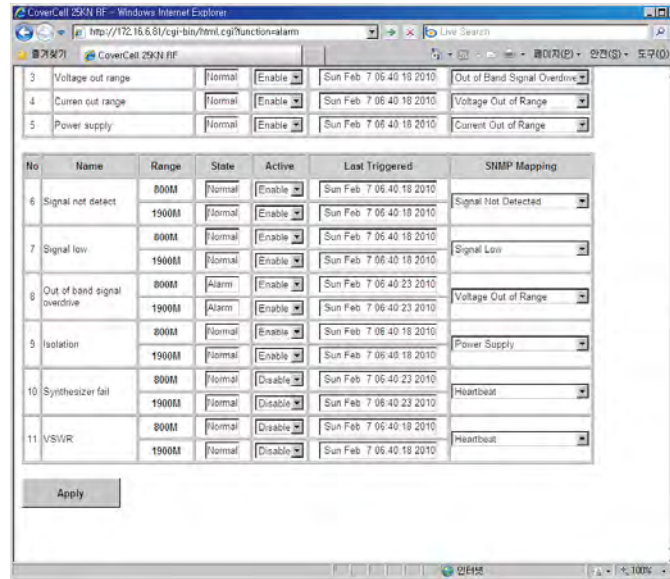 CoverCell 25KN RF - Windows Internet Explorer
http://172.16.6.81/cgi-bin/html.cgi?function=alarm
Live Search
즐겨찾기 CoverCell 25KN RF 페이지(P) 안전(S) 도구(O)
3 Voltage out range Normal Enable Sun Feb 7 06:40:18 2010 Out of Band Signal Overdrive
4 Curren out range Normal Enable Sun Feb 7 06:40:18 2010 Voltage Out of Range
5 Power supply Normal Enable Sun Feb 7 06:40:18 2010 Current Out of Range
No Name Range State Active Last Triggered SNMP Mapping
6 Signal not detect 800M Normal Enable Sun Feb 7 06:40:18 2010 Signal Not Detected
1900M Normal Enable Sun Feb 7 06:40:18 2010
7 Signal low 800M Normal Enable Sun Feb 7 06:40:18 2010 Signal Low
1900M Normal Enable Sun Feb 7 06:40:18 2010
8 Out of band signal overdrive 800M Alarm Enable Sun Feb 7 06:40:23 2010 Voltage Out of Range
1900M Alarm Enable Sun Feb 7 06:40:23 2010
9 Isolation 800M Normal Enable Sun Feb 7 06:40:18 2010 Power Supply
1900M Normal Enable Sun Feb 7 06:40:18 2010
10 Synthesizer fail 800M Normal Disable Sun Feb 7 06:40:23 2010 Heartbeat
1900M Normal Disable Sun Feb 7 06:40:23 2010
11 VSWR 800M Normal Disable Sun Feb 7 06:40:18 2010 Heartbeat
1900M Normal Disable Sun Feb 7 06:40:18 2010
Apply
인터넷 100%